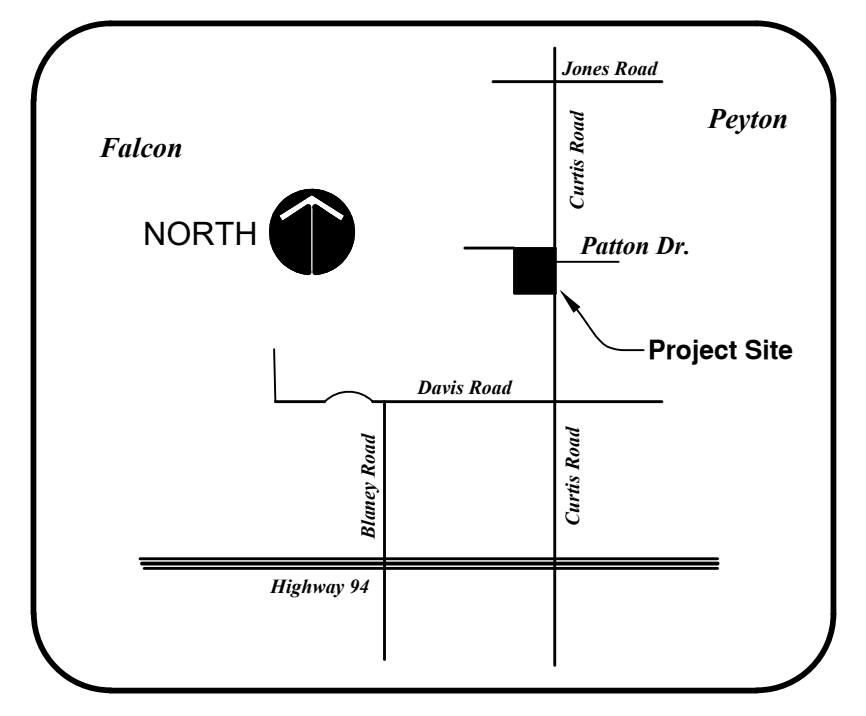 Jones Road
Peyton
Falcon
Curtis Road
NORTH
Patton Dr.
Project Site
Davis Road
Blaney Road
Curtis Road
Highway 94